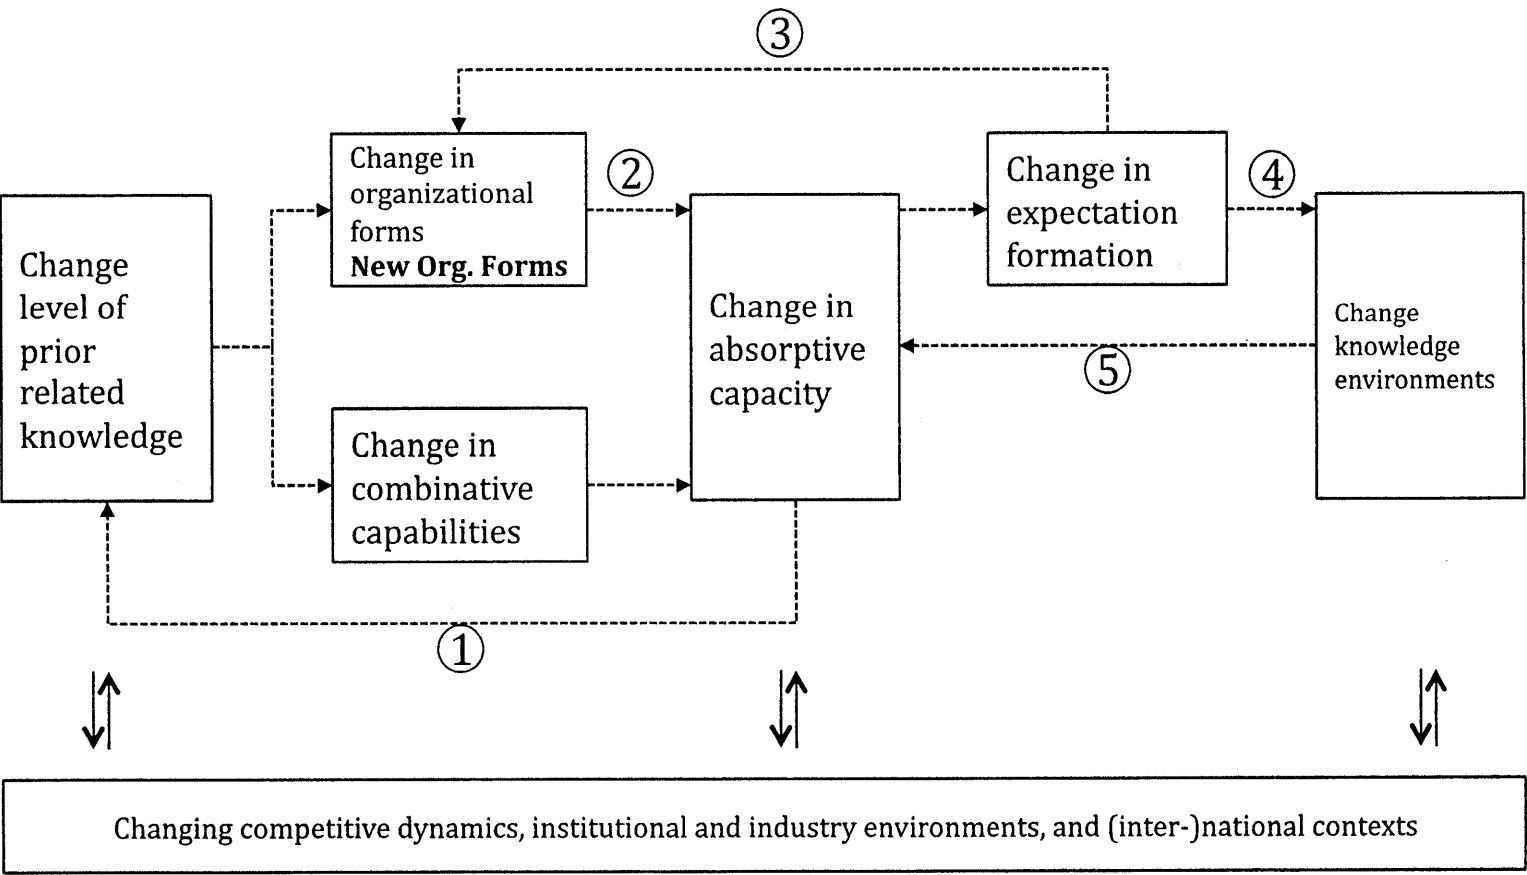 ③
Change in
organizational
forms
New Org. Forms
②
Change in
expectation
formation
④
Change
level of
prior
related
knowledge
Change in
absorptive
capacity
Change
knowledge
environments
⑤
Change in
combinative
capabilities
①
Changing competitive dynamics, institutional and industry environments, and (inter-)national contexts